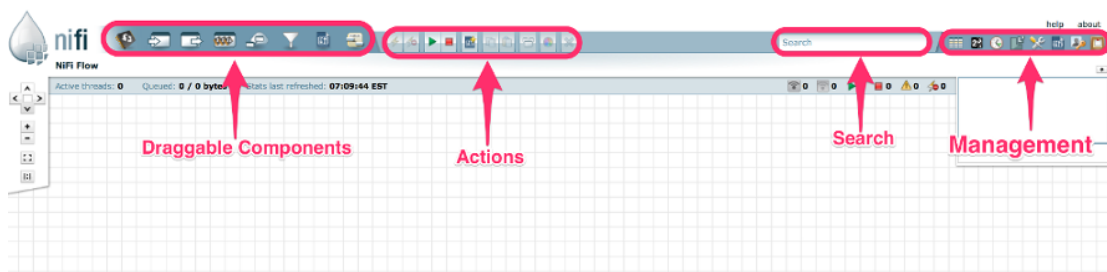 help about
nifi
Search
NiFi Flow
Active threads: 0 Queued: 0 / 0 bytes Stats last refreshed: 07:09:44 EST
0 0 0 0 0
Draggable Components
Actions
Search
Management